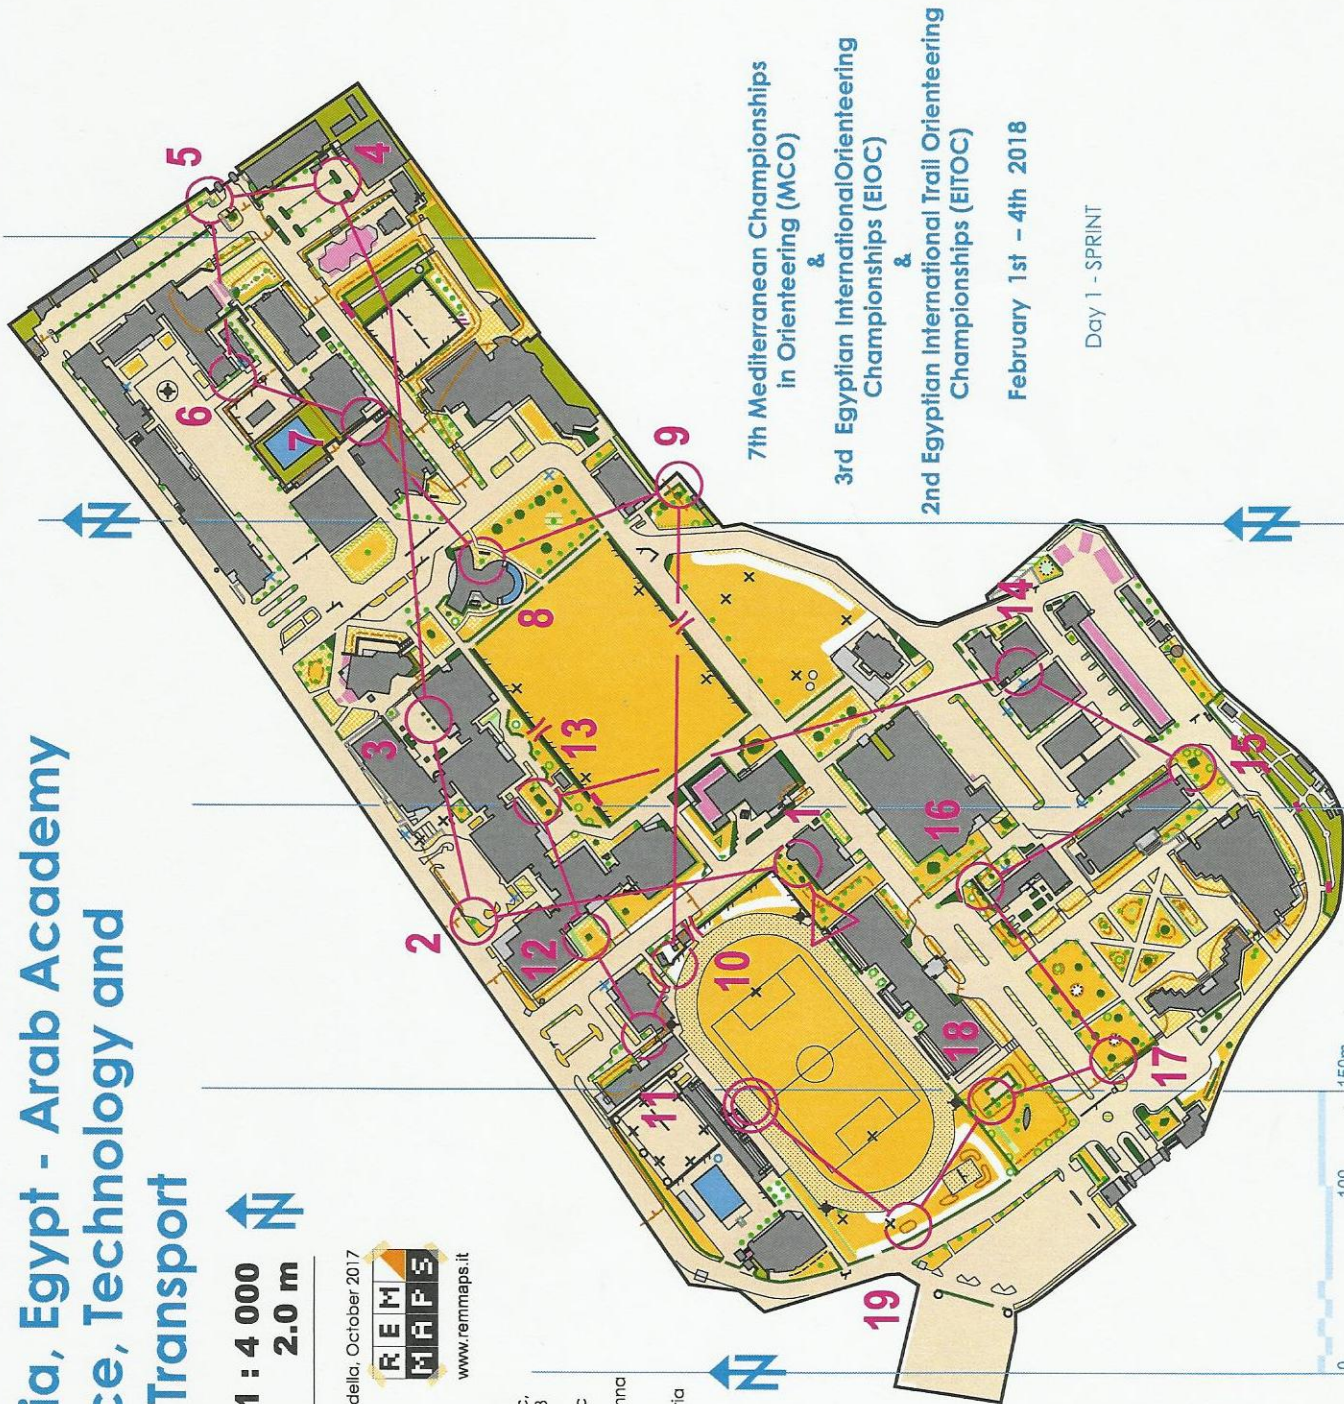 ia, Egypt - Arab Academy
ce, Technology and
Transport
1 : 4 000
2.0 m
della, October 2017
REM
MAPS
www.remmaps.it
nna
ria
7th Mediterranean Championships
in Orienteering (MCO)
&
3rd Egyptian InternationalOrienteering
Championships (EIOC)
&
2nd Egyptian International Trail Orienteering
Championships (EITOC)
February 1st – 4th 2018
Day 1 - SPRINT
N
N
N
N
1
2
3
4
5
6
7
8
9
10
11
12
13
14
15
16
17
18
19
0
100
150m